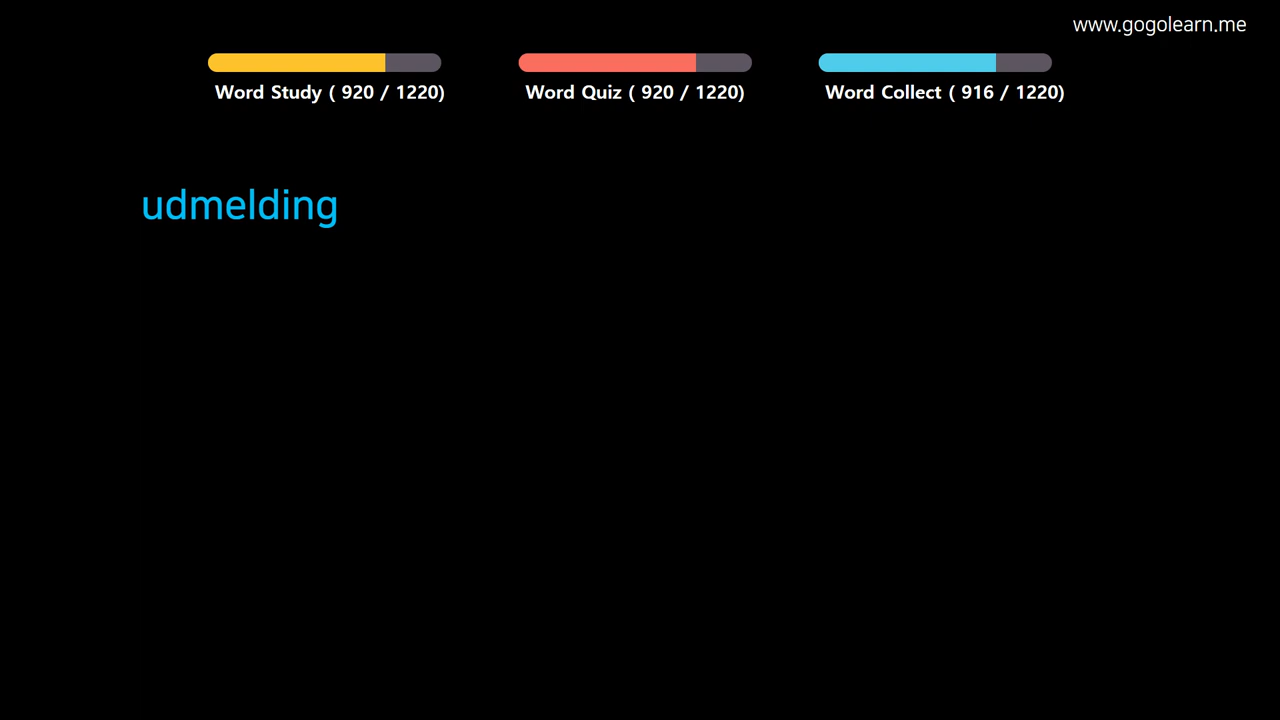 www.gogolearn.me
Word Study ( 920 / 1220)
Word Quiz ( 920 / 1220)
Word Collect ( 916 / 1220)
udmelding